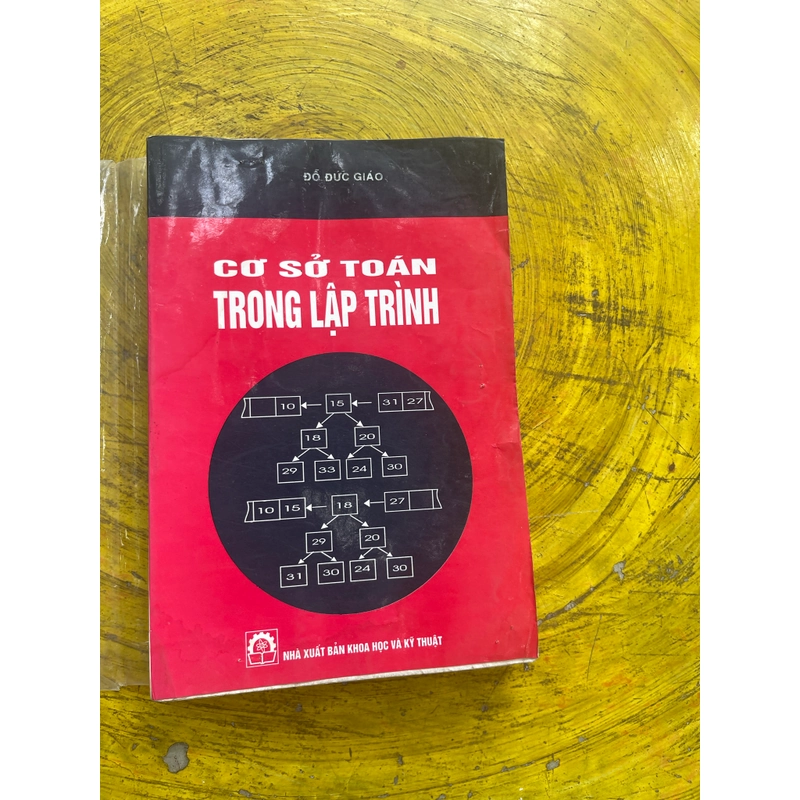 ĐỖ ĐỨC GIÁO
CƠ SỞ TOÁN
TRONG LẬP TRÌNH
10 15 31 27
18 20
29 33 24 30
10 15 18 27
29 20
31 30 24 30
NHÀ XUẤT BẢN KHOA HỌC VÀ KỸ THUẬT